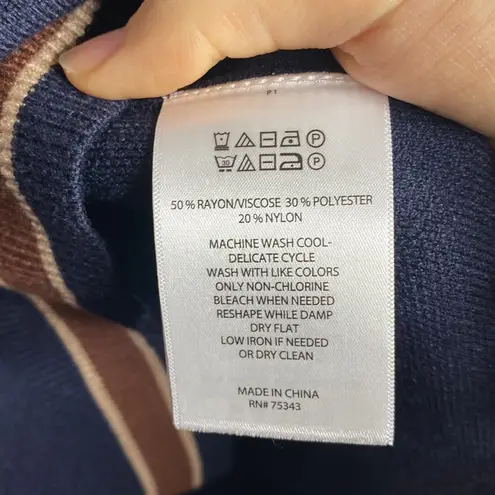 P1
30
50 % RAYON/VISCOSE 30 % POLYESTER
20 % NYLON
MACHINE WASH COOL-
DELICATE CYCLE
WASH WITH LIKE COLORS
ONLY NON-CHLORINE
BLEACH WHEN NEEDED
RESHAPE WHILE DAMP
DRY FLAT
LOW IRON IF NEEDED
OR DRY CLEAN
MADE IN CHINA
RN# 75343